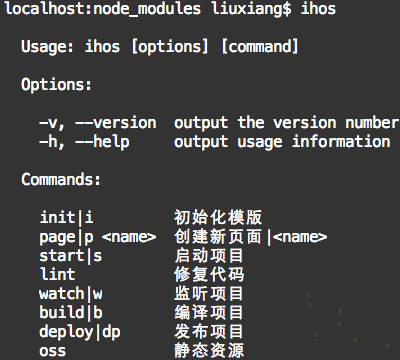 localhost:node_modules liuxiang$ ihos
Usage: ihos [options] [command]
Options:
-v, --version output the version number
-h, --help output usage information
Commands:
init|i 初始化模版
page|p <name> 创建新页面|<name>
start|s 启动项目
lint 修复代码
watch|w 监听项目
build|b 编译项目
deploy|dp 发布项目
oss 静态资源